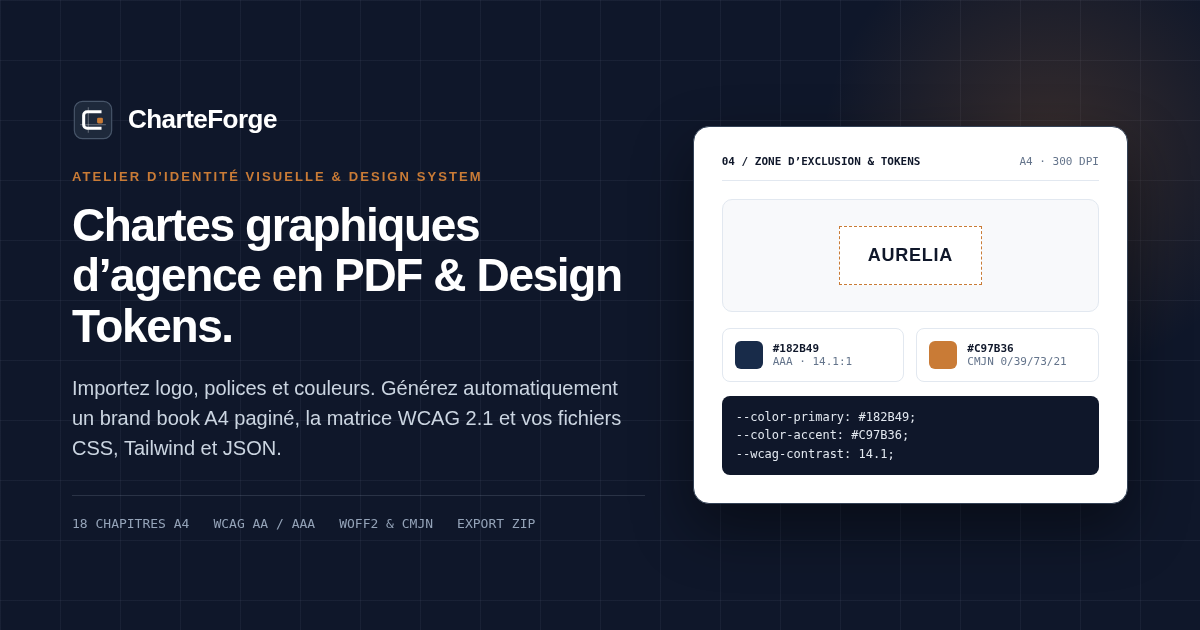 CharteForge
ATELIER D’IDENTITÉ VISUELLE & DESIGN SYSTEM
Chartes graphiques
d’agence en PDF & Design
Tokens.
Importez logo, polices et couleurs. Générez automatiquement
un brand book A4 paginé, la matrice WCAG 2.1 et vos fichiers
CSS, Tailwind et JSON.
18 CHAPITRES A4 WCAG AA / AAA WOFF2 & CMJN EXPORT ZIP
04 / ZONE D’EXCLUSION & TOKENS A4 · 300 DPI
AURELIA
#182B49
AAA · 14.1:1
#C97B36
CMJN 0/39/73/21
--color-primary: #182B49;
--color-accent: #C97B36;
--wcag-contrast: 14.1;